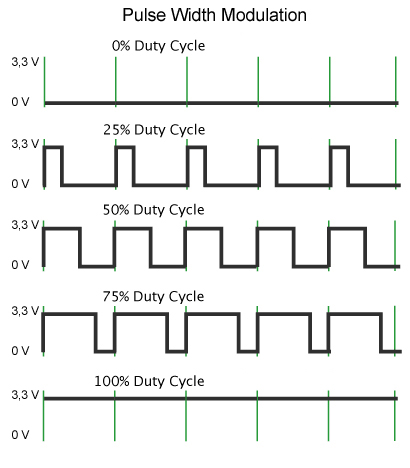 Pulse Width Modulation
0% Duty Cycle
3,3 V
0 V
25% Duty Cycle
3.3 V
0 V
50% Duty Cycle
3.3 V
0 V
75% Duty Cycle
3,3 V
0 V
100% Duty Cycle
3,3 V
0 V